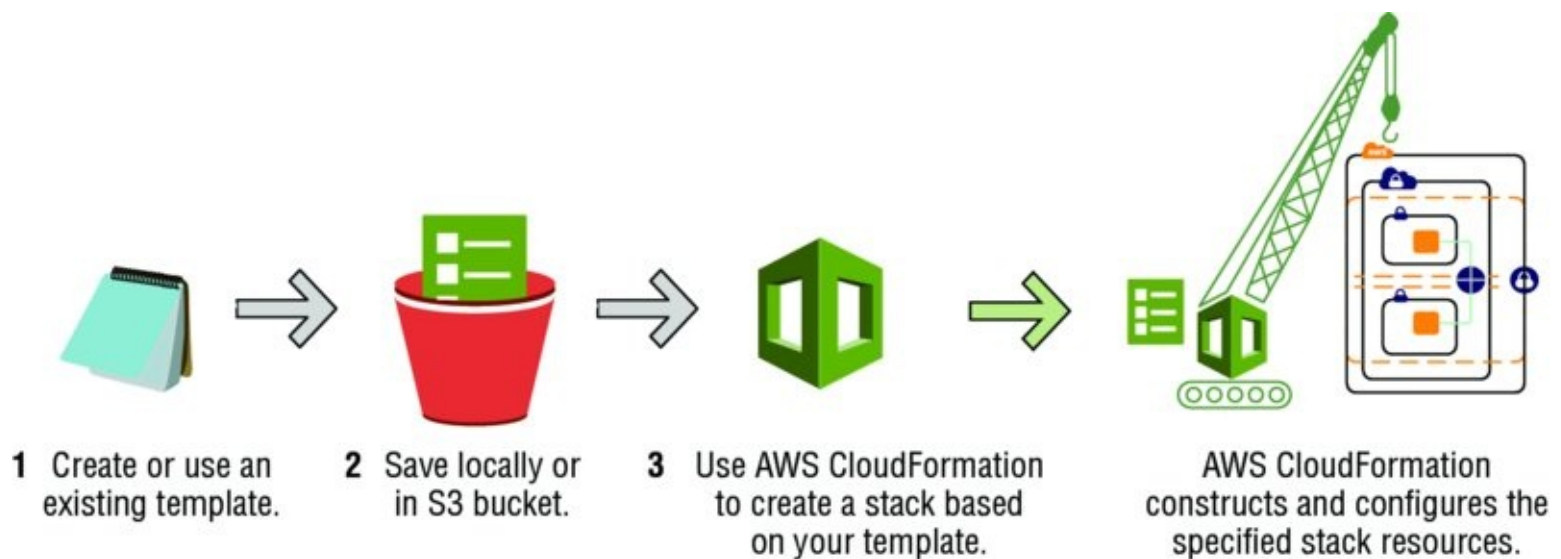 aws
1 Create or use an
existing template.
2 Save locally or
in S3 bucket.
3 Use AWS CloudFormation
to create a stack based
on your template.
AWS CloudFormation
constructs and configures the
specified stack resources.